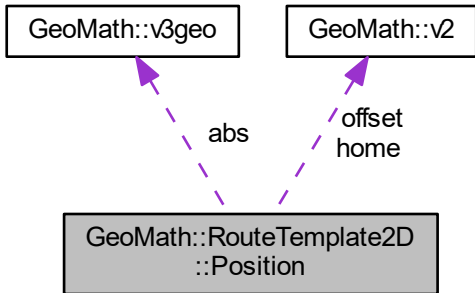 GeoMath::v3geo
GeoMath::v2
abs
offset
home
GeoMath::RouteTemplate2D
::Position